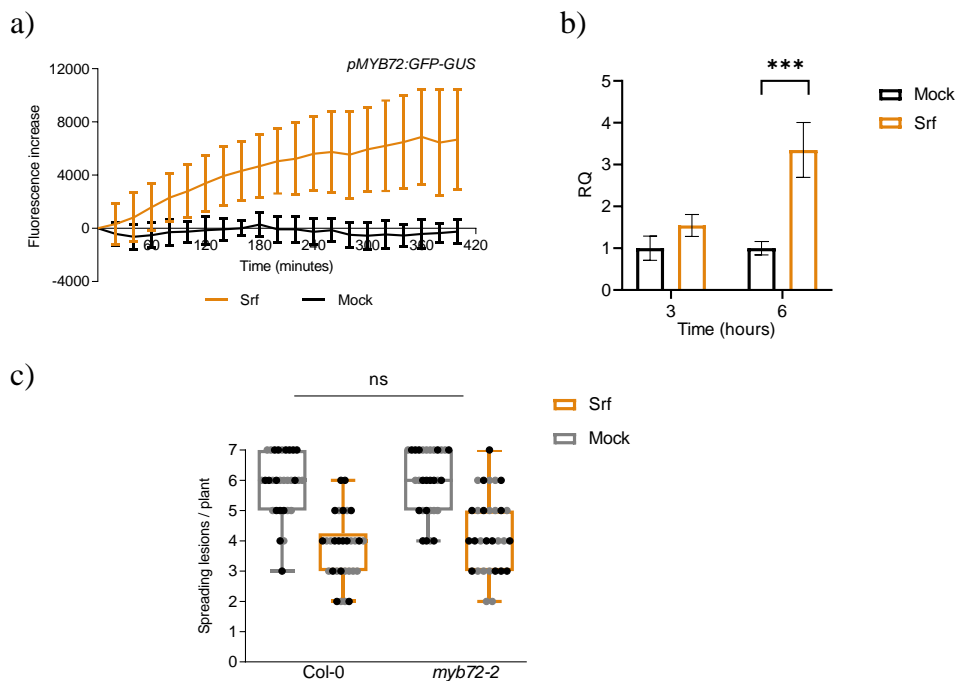 a)
pMYB72:GFP-GUS
12000
8000
4000
0
-4000
Fluorescence increase
60
120
180
240
300
360
420
Time (minutes)
Srf
Mock
b)
***
5
4
3
2
1
0
RQ
3
6
Time (hours)
Mock
Srf
c)
ns
7
6
5
4
3
2
1
0
Spreading lesions / plant
Col-0
myb72-2
Srf
Mock